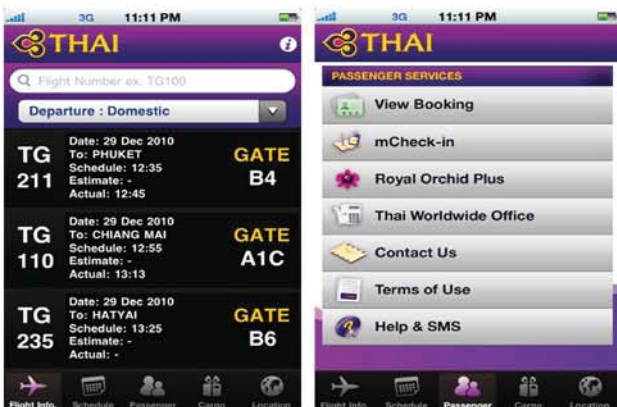 3G 11:11 PM
THAI
Flight Number ex. TG100
Departure : Domestic
TG 211
Date: 29 Dec 2010
To: PHUKET
Schedule: 12:35
Estimate: -
Actual: 12:45
GATE
B4
TG 110
Date: 29 Dec 2010
To: CHIANG MAI
Schedule: 12:55
Estimate: -
Actual: 13:13
GATE
A1C
TG 235
Date: 29 Dec 2010
To: HATYAI
Schedule: 13:25
Estimate: -
Actual: -
GATE
B6
Flight Info. Schedule Passenger Cargo Location
3G 11:11 PM
THAI
PASSENGER SERVICES
View Booking
mCheck-in
Royal Orchid Plus
Thai Worldwide Office
Contact Us
Terms of Use
Help & SMS
Flight Info. Schedule Passenger Cargo Location